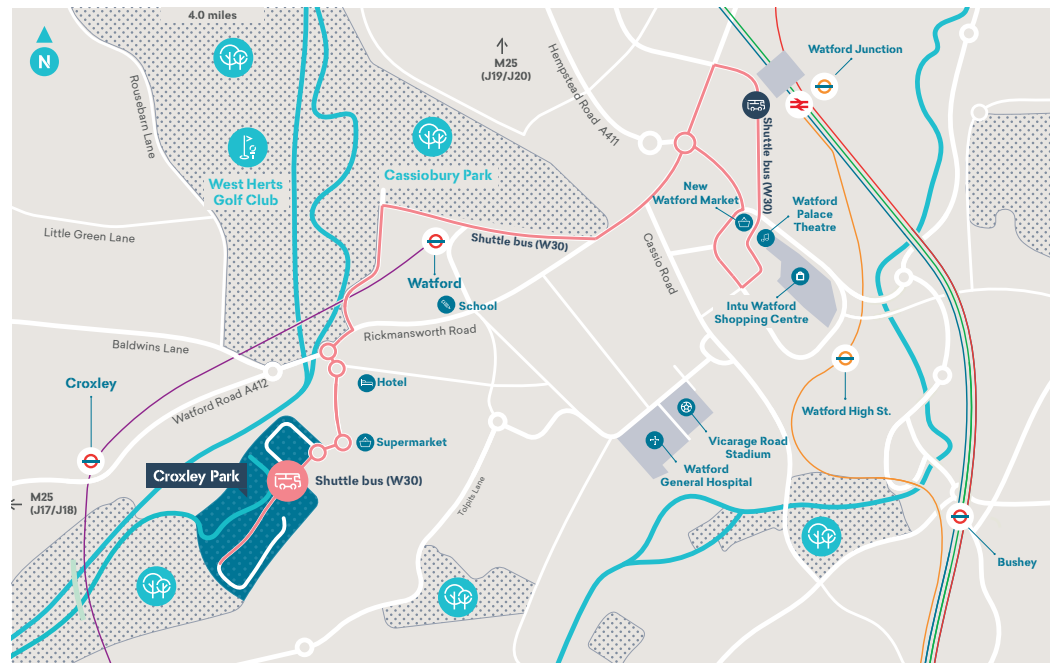 4.0 miles
N
M25
(J19/J20)
Hempstead Road A411
Watford Junction
Rousebarn Lane
Shuttle bus (W30)
West Herts
Golf Club
Cassiobury Park
New
Watford Market
Watford
Palace
Theatre
Little Green Lane
Shuttle bus (W30)
Cassio Road
Watford
School
Intu Watford
Shopping Centre
Rickmansworth Road
Baldwins Lane
Croxley
Watford Road A412
Hotel
Watford High St.
Supermarket
Vicarage Road
Stadium
Watford
General Hospital
Croxley Park
Shuttle bus (W30)
M25
(J17/J18)
Tolpits Lane
Bushey